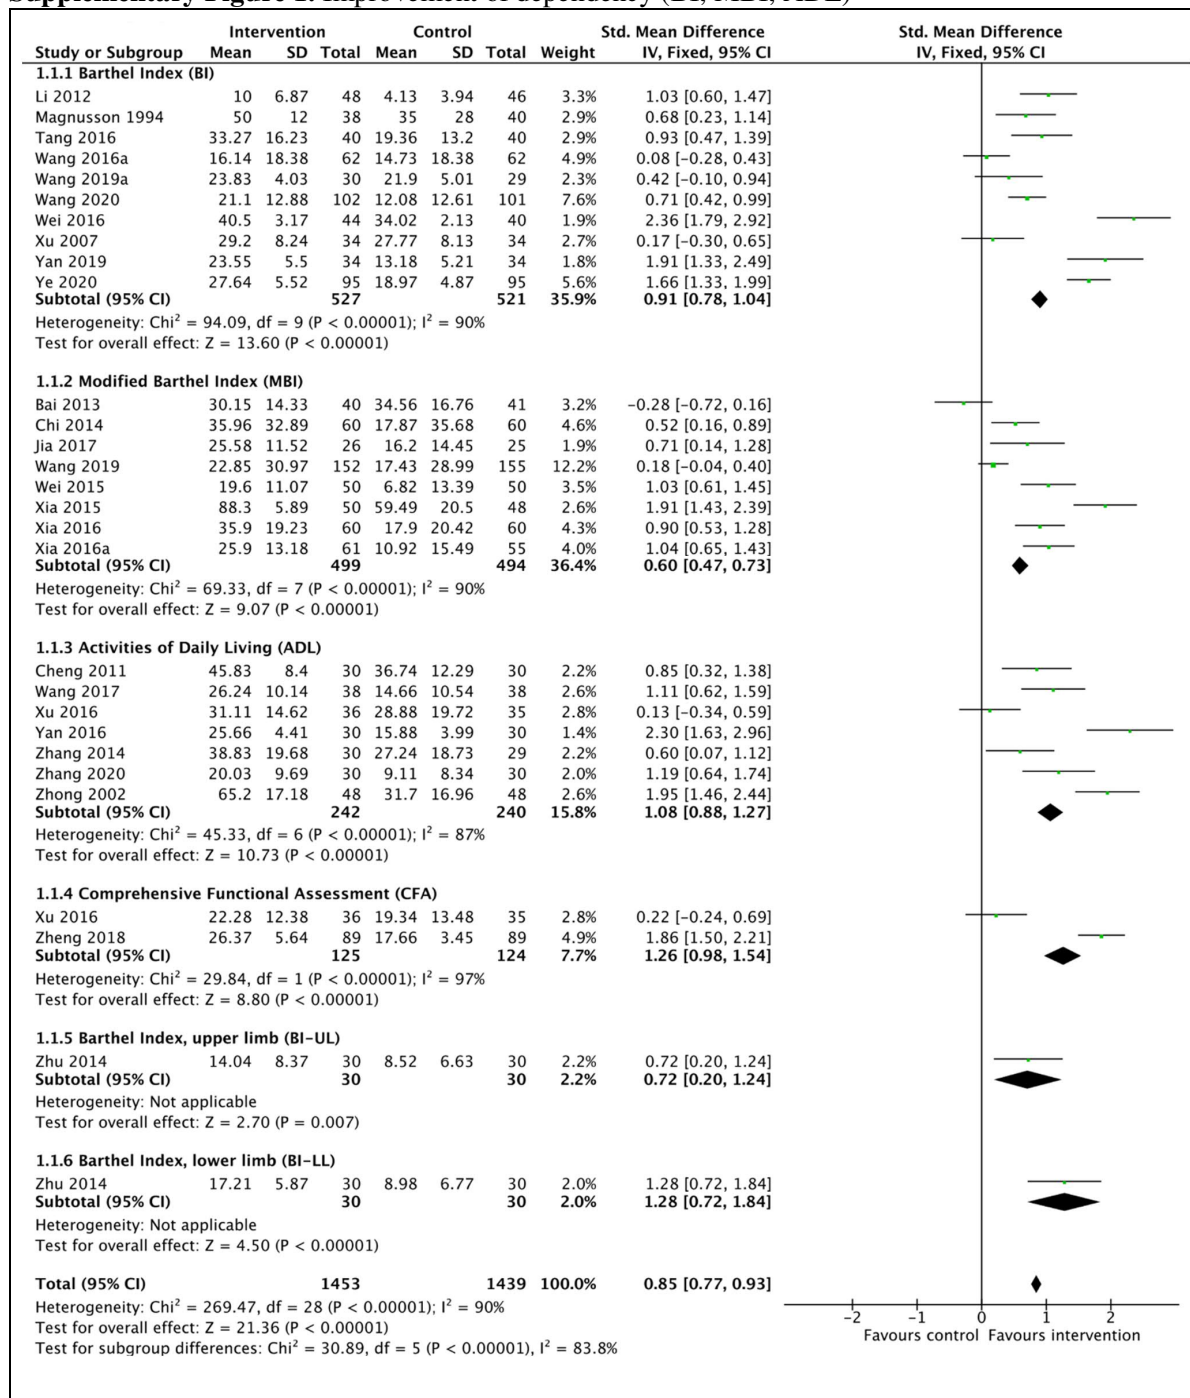 Supplementary Figure 1. Improvement of dependency (BI, MBI, ADL)
Intervention Control Std. Mean Difference Std. Mean Difference
Study or Subgroup Mean SD Total Mean SD Total Weight IV, Fixed, 95% CI IV, Fixed, 95% CI
1.1.1 Barthel Index (BI)
Li 2012 10 6.87 48 4.13 3.94 46 3.3% 1.03 [0.60, 1.47]
Magnusson 1994 50 12 38 35 28 40 2.9% 0.68 [0.23, 1.14]
Tang 2016 33.27 16.23 40 19.36 13.2 40 2.9% 0.93 [0.47, 1.39]
Wang 2016a 16.14 18.38 62 14.73 18.38 62 4.9% 0.08 [-0.28, 0.43]
Wang 2019a 23.83 4.03 30 21.9 5.01 29 2.3% 0.42 [-0.10, 0.94]
Wang 2020 21.1 12.88 102 12.08 12.61 101 7.6% 0.71 [0.42, 0.99]
Wei 2016 40.5 3.17 44 34.02 2.13 40 1.9% 2.36 [1.79, 2.92]
Xu 2007 29.2 8.24 34 27.77 8.13 34 2.7% 0.17 [-0.30, 0.65]
Yan 2019 23.55 5.5 34 13.18 5.21 34 1.8% 1.91 [1.33, 2.49]
Ye 2020 27.64 5.52 95 18.97 4.87 95 5.6% 1.66 [1.33, 1.99]
Subtotal (95% CI) 527 521 35.9% 0.91 [0.78, 1.04]
Heterogeneity: Chi² = 94.09, df = 9 (P < 0.00001); I² = 90%
Test for overall effect: Z = 13.60 (P < 0.00001)
1.1.2 Modified Barthel Index (MBI)
Bai 2013 30.15 14.33 40 34.56 16.76 41 3.2% -0.28 [-0.72, 0.16]
Chi 2014 35.96 32.89 60 17.87 35.68 60 4.4% 0.52 [0.16, 0.89]
Jia 2017 25.58 11.52 26 16.2 14.45 25 1.9% 0.71 [0.14, 1.28]
Wang 2019 22.85 30.97 152 17.43 28.99 155 12.2% 0.18 [-0.04, 0.40]
Wei 2015 19.6 11.07 50 6.82 13.39 50 3.5% 1.03 [0.61, 1.45]
Xia 2015 88.3 5.89 50 59.49 20.5 48 2.6% 1.91 [1.43, 2.39]
Xia 2016 35.9 19.23 60 17.9 20.42 60 4.3% 0.90 [0.53, 1.28]
Xia 2016a 25.9 13.18 61 10.92 15.49 55 4.0% 1.04 [0.65, 1.43]
Subtotal (95% CI) 499 494 36.4% 0.60 [0.47, 0.73]
Heterogeneity: Chi² = 69.33, df = 7 (P < 0.00001); I² = 90%
Test for overall effect: Z = 9.07 (P < 0.00001)
1.1.3 Activities of Daily Living (ADL)
Cheng 2011 45.83 8.4 30 36.74 12.29 30 2.2% 0.85 [0.32, 1.38]
Wang 2017 26.24 10.14 38 14.66 10.54 38 2.6% 1.11 [0.62, 1.59]
Xu 2016 31.11 14.62 36 28.88 19.72 35 2.8% 0.13 [-0.34, 0.59]
Yan 2016 25.66 4.41 30 15.88 3.99 30 1.4% 2.30 [1.63, 2.96]
Zhang 2014 38.83 19.68 30 27.24 18.73 29 2.2% 0.60 [0.07, 1.12]
Zhang 2020 20.03 9.69 30 9.11 8.34 30 2.0% 1.19 [0.64, 1.74]
Zhong 2002 65.2 17.18 48 31.7 16.96 48 2.6% 1.95 [1.46, 2.44]
Subtotal (95% CI) 242 240 15.8% 1.08 [0.88, 1.27]
Heterogeneity: Chi² = 45.33, df = 6 (P < 0.00001); I² = 87%
Test for overall effect: Z = 10.73 (P < 0.00001)
1.1.4 Comprehensive Functional Assessment (CFA)
Xu 2016 22.28 12.38 36 19.34 13.48 35 2.8% 0.22 [-0.24, 0.69]
Zheng 2018 26.37 5.64 89 17.66 3.45 89 4.9% 1.86 [1.50, 2.21]
Subtotal (95% CI) 125 124 7.7% 1.26 [0.98, 1.54]
Heterogeneity: Chi² = 29.84, df = 1 (P < 0.00001); I² = 97%
Test for overall effect: Z = 8.80 (P < 0.00001)
1.1.5 Barthel Index, upper limb (BI-UL)
Zhu 2014 14.04 8.37 30 8.52 6.63 30 2.2% 0.72 [0.20, 1.24]
Subtotal (95% CI) 30 30 2.2% 0.72 [0.20, 1.24]
Heterogeneity: Not applicable
Test for overall effect: Z = 2.70 (P = 0.007)
1.1.6 Barthel Index, lower limb (BI-LL)
Zhu 2014 17.21 5.87 30 8.98 6.77 30 2.0% 1.28 [0.72, 1.84]
Subtotal (95% CI) 30 30 2.0% 1.28 [0.72, 1.84]
Heterogeneity: Not applicable
Test for overall effect: Z = 4.50 (P < 0.00001)
Total (95% CI) 1453 1439 100.0% 0.85 [0.77, 0.93]
Heterogeneity: Chi² = 269.47, df = 28 (P < 0.00001); I² = 90%
Test for overall effect: Z = 21.36 (P < 0.00001)
Test for subgroup differences: Chi² = 30.89, df = 5 (P < 0.00001), I² = 83.8%
-2 -1 0 1 2
Favours control Favours intervention